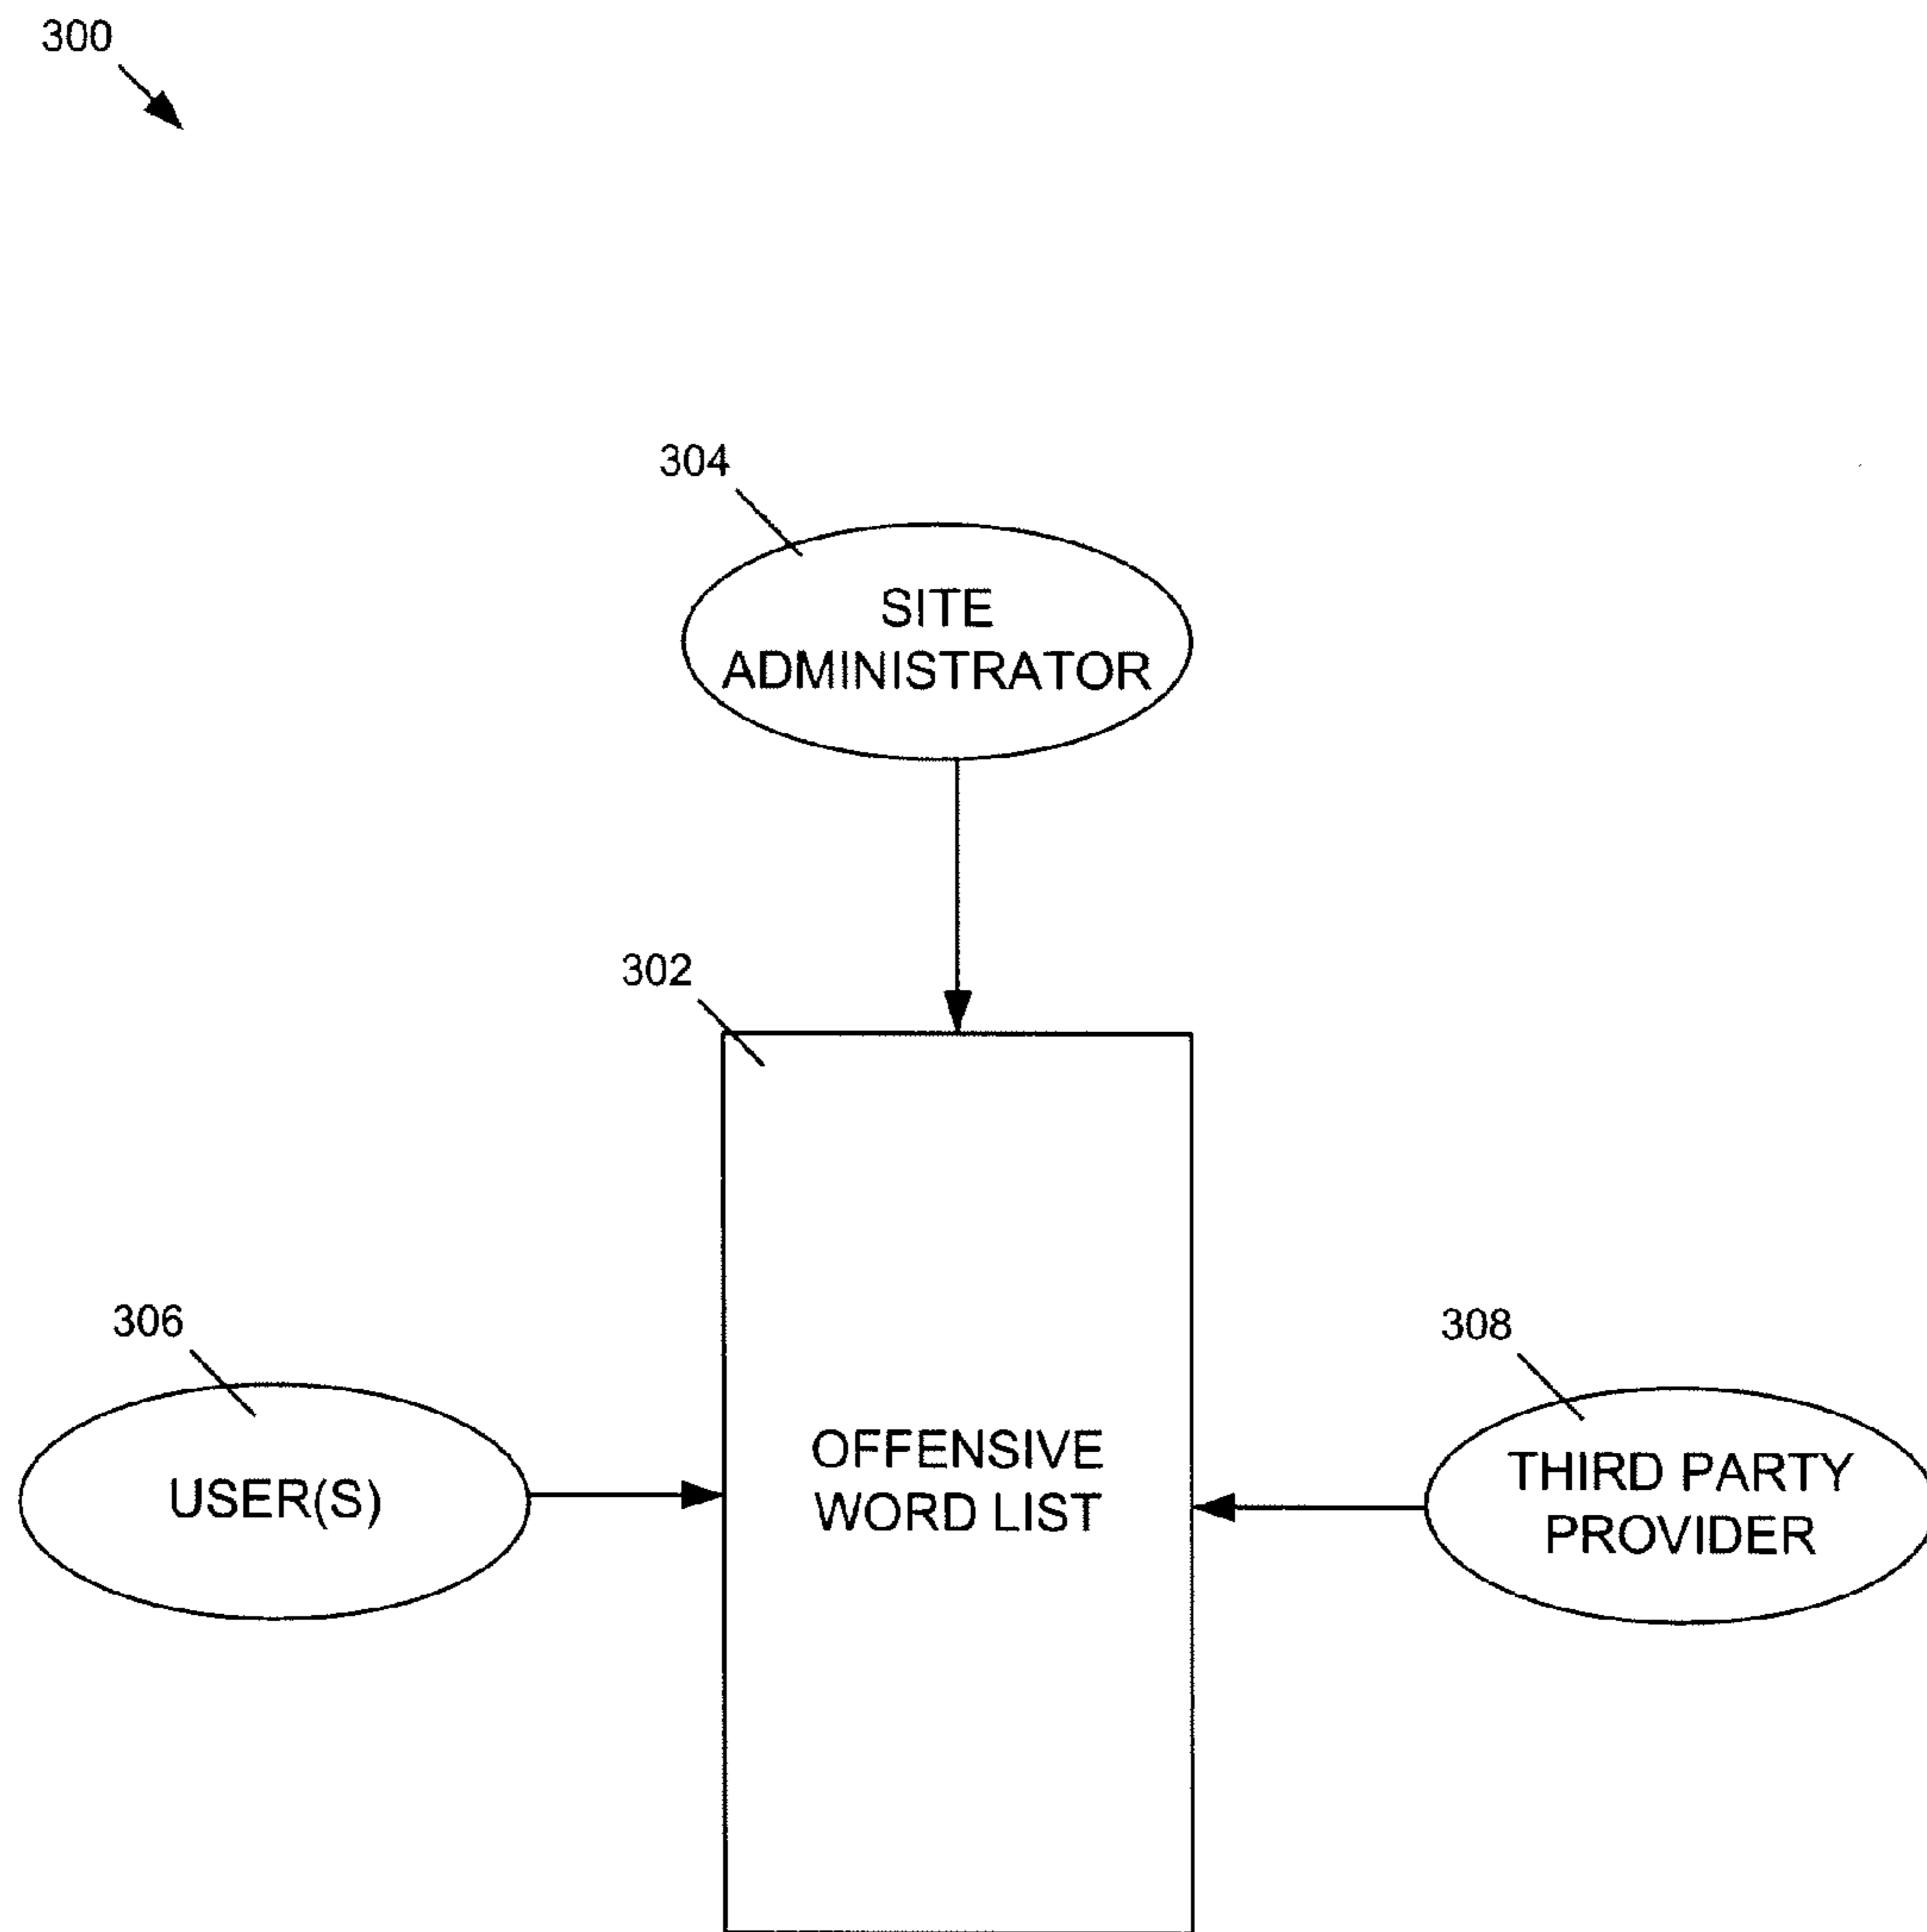 300
304
SITE
ADMINISTRATOR
302
306
USER(S)
OFFENSIVE
WORD LIST
308
THIRD PARTY
PROVIDER